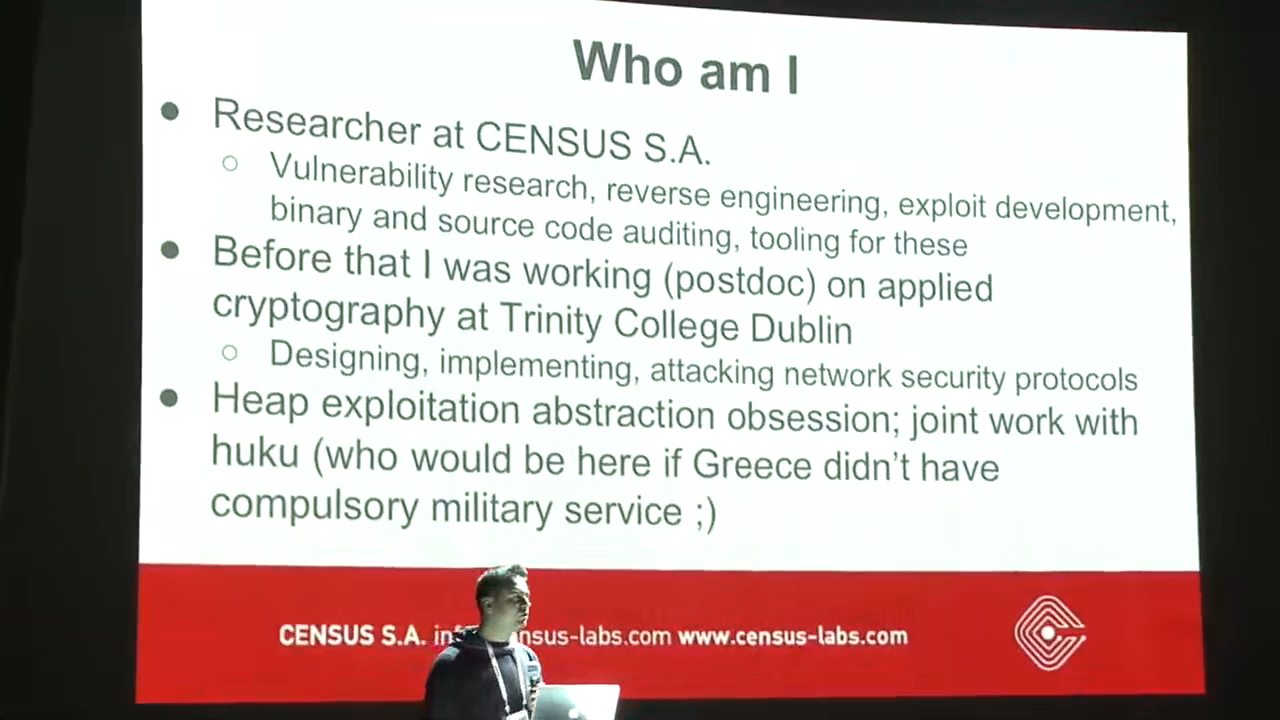 Who am I
● Researcher at CENSUS S.A.
○ Vulnerability research, reverse engineering, exploit development,
binary and source code auditing, tooling for these
● Before that I was working (postdoc) on applied
cryptography at Trinity College Dublin
○ Designing, implementing, attacking network security protocols
● Heap exploitation abstraction obsession; joint work with
huku (who would be here if Greece didn't have
compulsory military service ;)
CENSUS S.A. www.census-labs.com